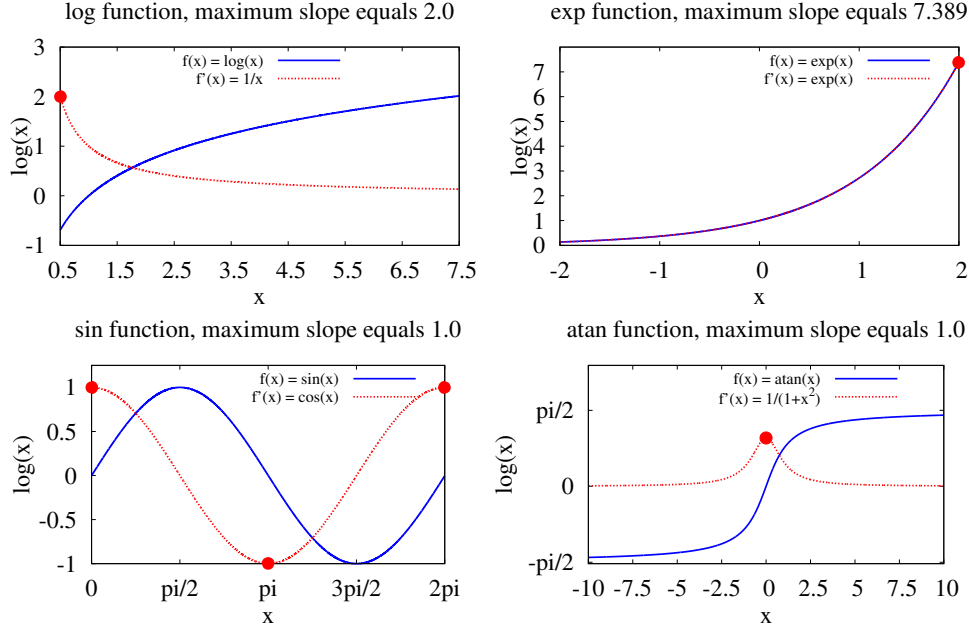 log function, maximum slope equals 2.0
3
2
1
0
-1
log(x)
f(x) = log(x)
f'(x) = 1/x
0.5 1.5 2.5 3.5 4.5 5.5 6.5 7.5
x
exp function, maximum slope equals 7.389
7
6
5
4
3
2
1
0
log(x)
f(x) = exp(x)
f'(x) = exp(x)
-2 -1 0 1 2
x
sin function, maximum slope equals 1.0
1
0.5
0
-0.5
-1
log(x)
f(x) = sin(x)
f'(x) = cos(x)
0 pi/2 pi 3pi/2 2pi
x
atan function, maximum slope equals 1.0
pi/2
0
-pi/2
log(x)
f(x) = atan(x)
f'(x) = 1/(1+x²)
-10 -7.5 -5 -2.5 0 2.5 5 7.5 10
x